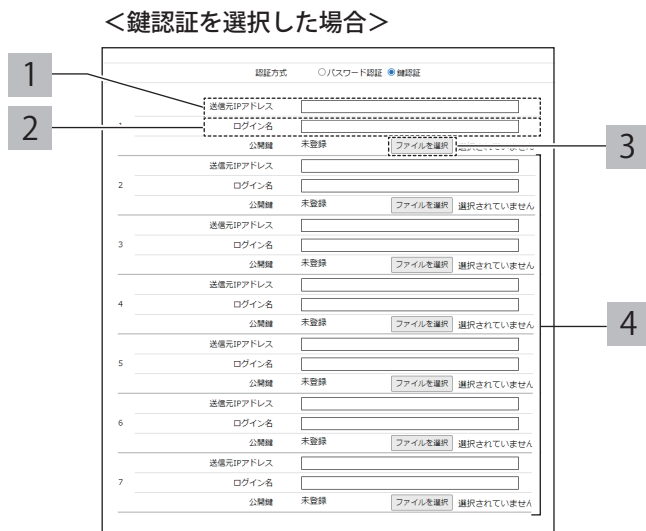 <鍵認証を選択した場合>
1
2
3
4
認証方式 パスワード認証 鍵認証
送信元IPアドレス
1 ログイン名
公開鍵 未登録 ファイルを選択 選択されていません
送信元IPアドレス
2 ログイン名
公開鍵 未登録 ファイルを選択 選択されていません
送信元IPアドレス
3 ログイン名
公開鍵 未登録 ファイルを選択 選択されていません
送信元IPアドレス
4 ログイン名
公開鍵 未登録 ファイルを選択 選択されていません
送信元IPアドレス
5 ログイン名
公開鍵 未登録 ファイルを選択 選択されていません
送信元IPアドレス
6 ログイン名
公開鍵 未登録 ファイルを選択 選択されていません
送信元IPアドレス
7 ログイン名
公開鍵 未登録 ファイルを選択 選択されていません